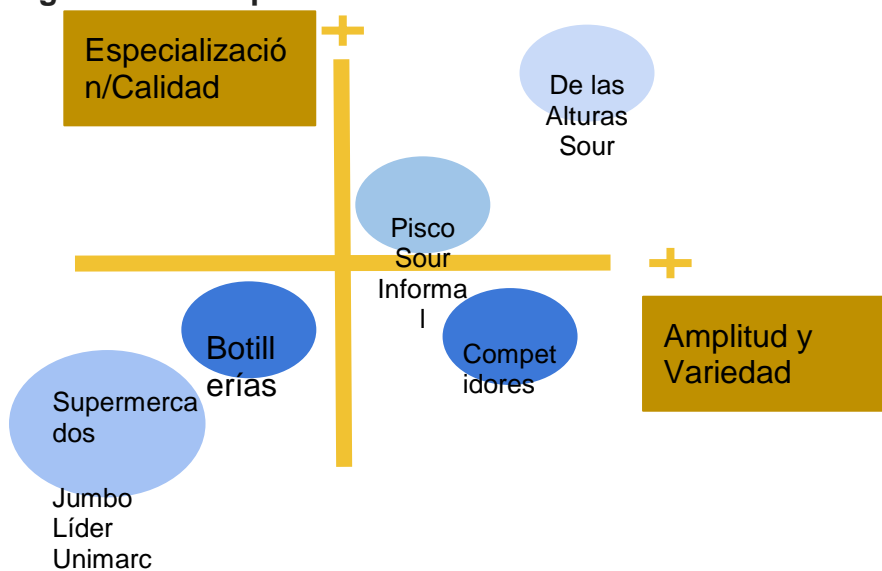 Especializació
n/Calidad
De las
Alturas
Sour
Pisco
Sour
Informa
l
Amplitud y
Variedad
Botill
erías
Compet
idores
Supermerca
dos
Jumbo
Líder
Unimarc